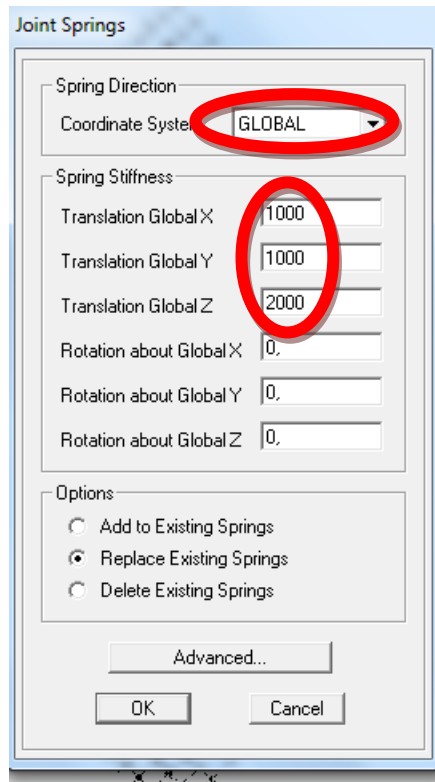 Joint Springs
Spring Direction
Coordinate Syste GLOBAL
Spring Stiffness
Translation Global X 1000
Translation Global Y 1000
Translation Global Z 2000
Rotation about Global X 0,
Rotation about Global Y 0,
Rotation about Global Z 0,
Options
Add to Existing Springs
Replace Existing Springs
Delete Existing Springs
Advanced...
OK Cancel